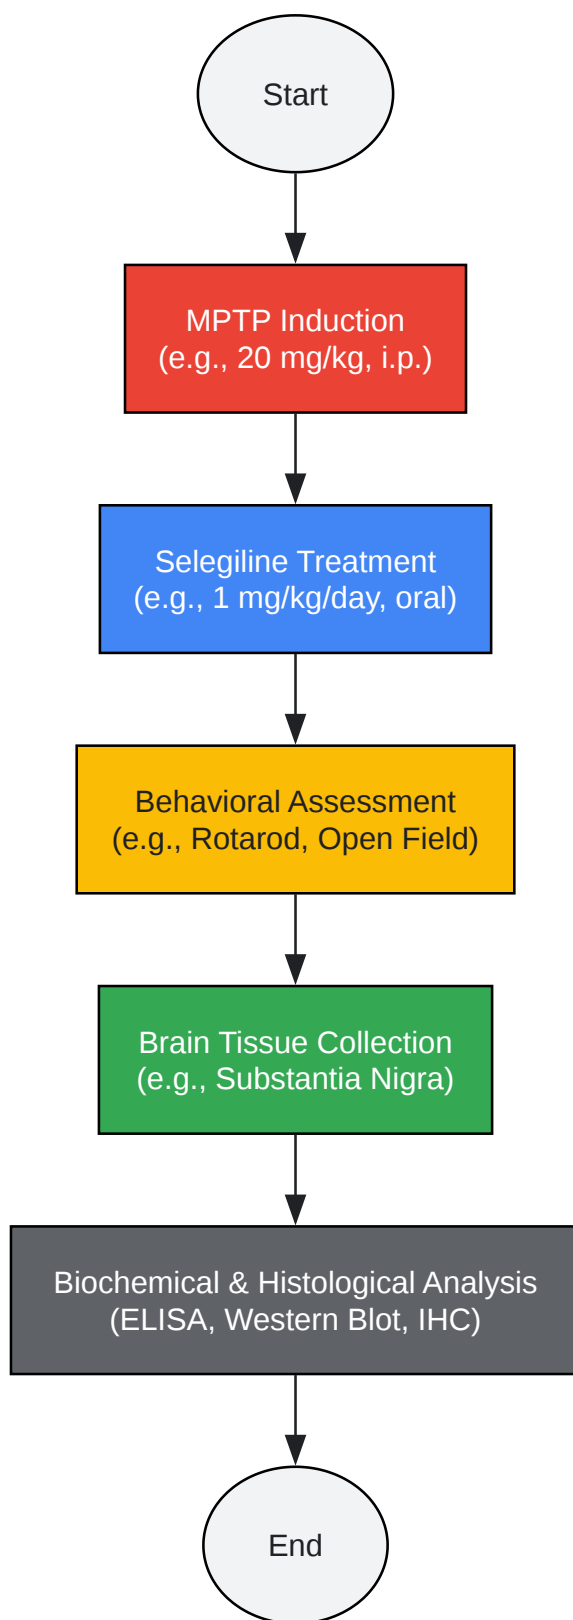 Start
MPTP Induction
(e.g., 20 mg/kg, i.p.)
Selegiline Treatment
(e.g., 1 mg/kg/day, oral)
Behavioral Assessment
(e.g., Rotarod, Open Field)
Brain Tissue Collection
(e.g., Substantia Nigra)
Biochemical & Histological Analysis
(ELISA, Western Blot, IHC)
End